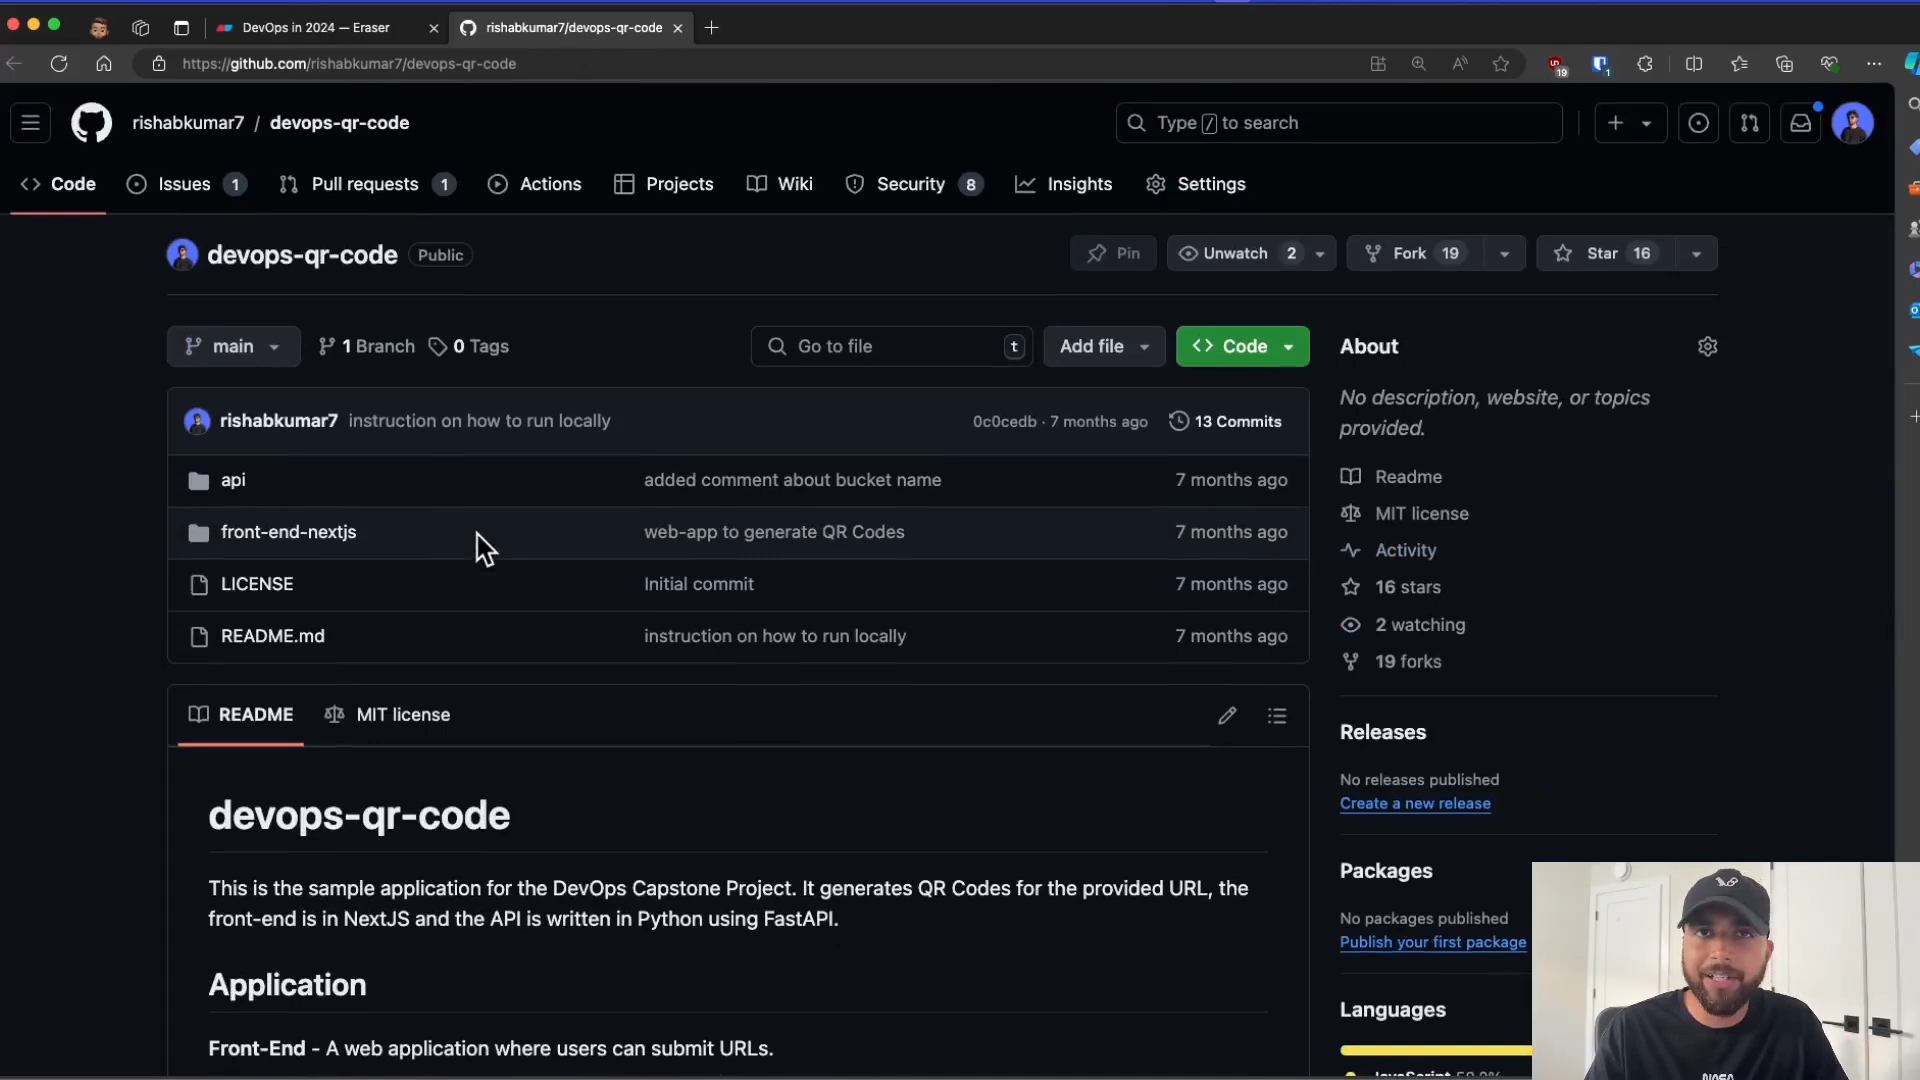 DevOps in 2024 — Eraser
rishabkumar7/devops-qr-code
https://github.com/rishabkumar7/devops-qr-code
19
1
rishabkumar7 / devops-qr-code
Type / to search
Code
Issues 1
Pull requests 1
Actions
Projects
Wiki
Security 8
Insights
Settings
devops-qr-code Public
Pin
Unwatch 2
Fork 19
Star 16
main
1 Branch
0 Tags
Go to file t
Add file
<> Code
About
No description, website, or topics
provided.
rishabkumar7 instruction on how to run locally 0c0cedb · 7 months ago 13 Commits
api added comment about bucket name 7 months ago
front-end-nextjs web-app to generate QR Codes 7 months ago
LICENSE Initial commit 7 months ago
README.md instruction on how to run locally 7 months ago
Readme
MIT license
Activity
16 stars
2 watching
19 forks
README
MIT license
Releases
No releases published
Create a new release
devops-qr-code
This is the sample application for the DevOps Capstone Project. It generates QR Codes for the provided URL, the
front-end is in NextJS and the API is written in Python using FastAPI.
Application
Front-End - A web application where users can submit URLs.
Packages
No packages published
Publish your first package
Languages
JavaScript
NASA